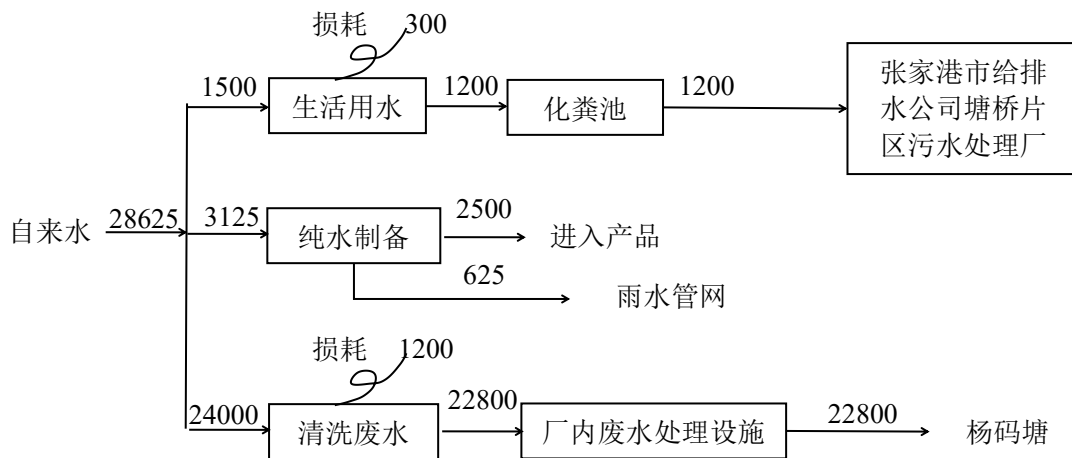 损耗 300
1500
生活用水
1200
化粪池
1200
张家港市给排
水公司塘桥片
区污水处理厂
自来水
28625
3125
纯水制备
2500
进入产品
625
雨水管网
损耗 1200
24000
清洗废水
22800
厂内废水处理设施
22800
杨码塘